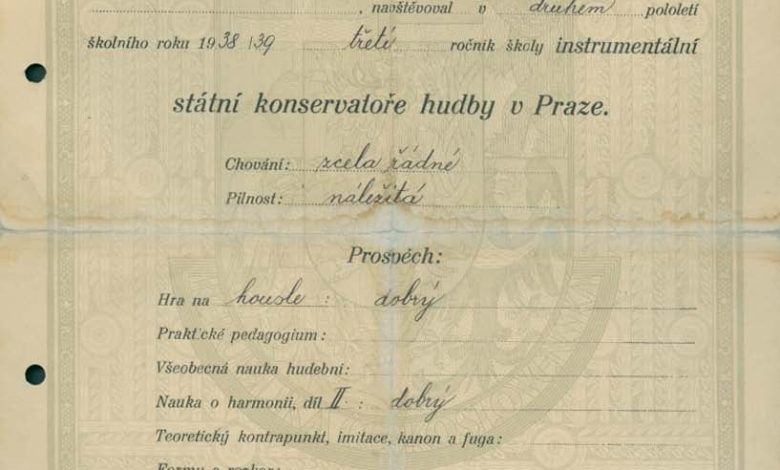 , navštěvoval v druhém pololetí
školního roku 1938/39 třetí ročník školy instrumentální
státní konservatoře hudby v Praze.
Chování: zcela řádné
Pilnost: náležitá
Prospěch:
Hra na housle : dobrý
Praktické pedagogium:
Všeobecná nauka hudební:
Nauka o harmonii, díl II : dobrý
Teoretický kontrapunkt, imitace, kanon a fuga: